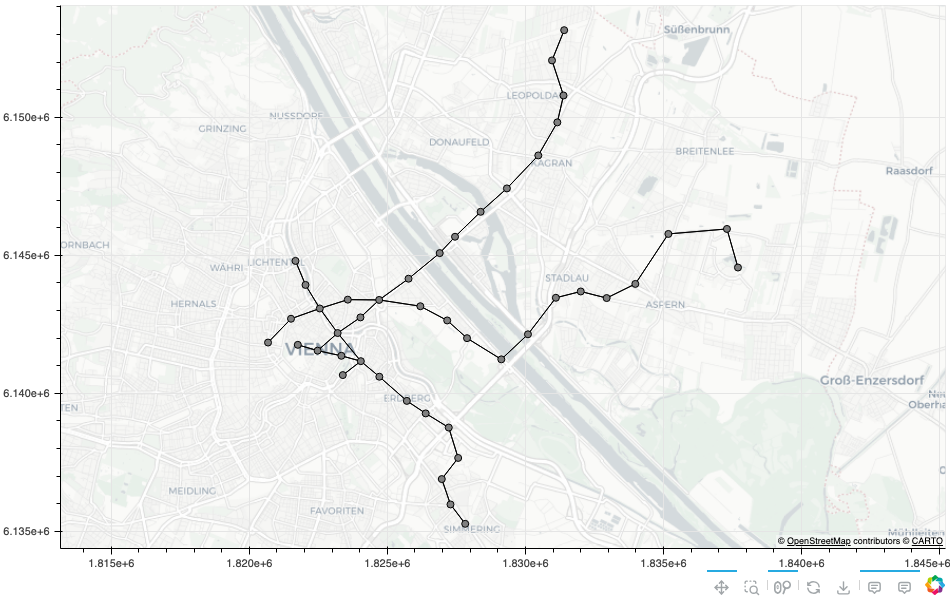 Süßenbrunn
6.150e+6
LEOPOLDA
NUSSDORF
GRINZING
DONAUFELD
BREITENLEE
KAGRAN
Raasdorf
6.145e+6
ORNBACH
WÄHRI
LICHTENT
STADLAU
HERNALS
ASPERN
VIENNA
Groß-Enzersdorf
6.140e+6
ERDBERG
TEN
Oberha
MEIDLING
FAVORITEN
SIMMERING
6.135e+6
Mühlleiten
© OpenStreetMap contributors © CARTO
1.815e+6 1.820e+6 1.825e+6 1.830e+6 1.835e+6 1.840e+6 1.845e+6